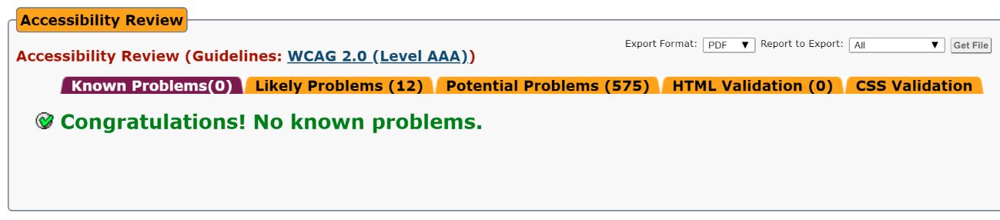 Accessibility Review
Export Format: PDF Report to Export: All Get File
Accessibility Review (Guidelines: WCAG 2.0 (Level AAA))
Known Problems(0) Likely Problems (12) Potential Problems (575) HTML Validation (0) CSS Validation
Congratulations! No known problems.